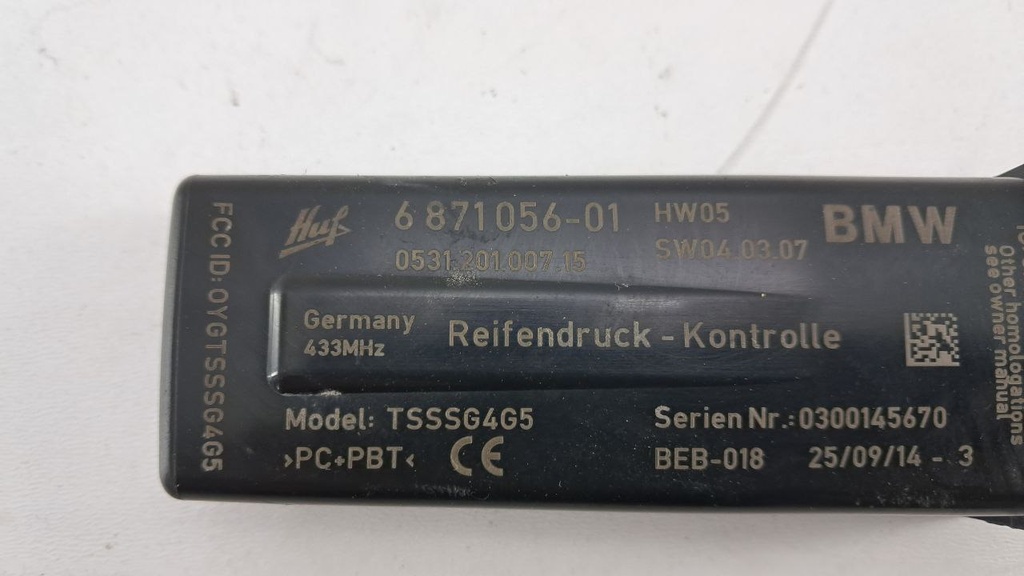 FCC ID: OYGTSSSG4G5
Huf
6 871 056-01
HW05
BMW
0531.201.007.15
SW04.03.07
Germany
433MHz
Reifendruck - Kontrolle
Model: TSSSG4G5
Serien Nr.: 0300145670
>PC+PBT<
CE
BEB-018
25/09/14 - 3
Other homologations
see owner manual